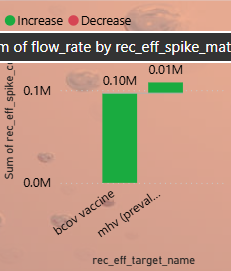 Increase Decrease
m of flow_rate by rec_eff_spike_mat
Sum of rec_eff_spike_c
0.10M
0.01M
0.1M
0.0M
bcov vaccine
mhv (preval...
rec_eff_target_name